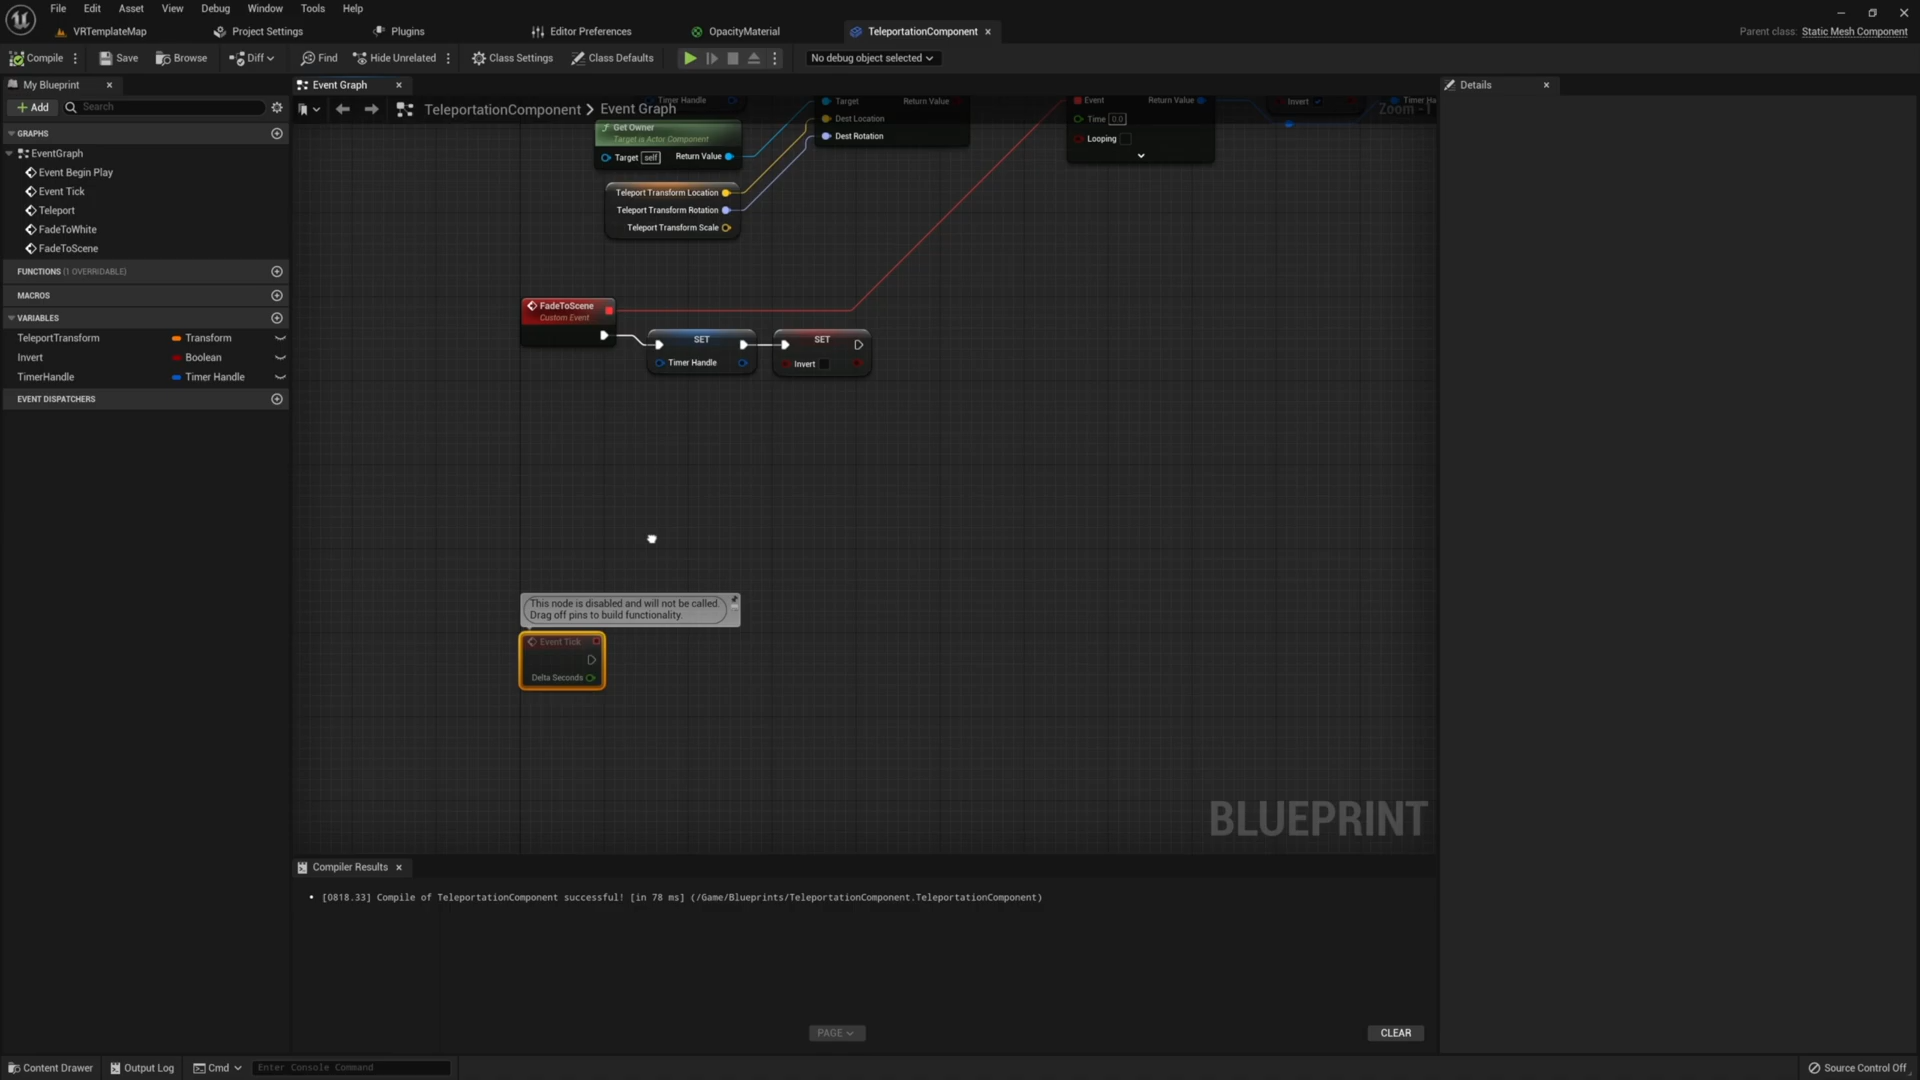 File Edit Asset View Debug Window Tools Help
VRTemplateMap Project Settings Plugins Editor Preferences OpacityMaterial TeleportationComponent
Parent class: Static Mesh Component
Compile Save Browse Diff Find Hide Unrelated Class Settings Class Defaults No debug object selected
My Blueprint
Event Graph
Details
Add Search
TeleportationComponent > Event Graph
GRAPHS
EventGraph
Event Begin Play
Event Tick
Teleport
FadeToWhite
FadeToScene
FUNCTIONS (1 OVERRIDABLE)
MACROS
VARIABLES
TeleportTransform Transform
Invert Boolean
TimerHandle Timer Handle
EVENT DISPATCHERS
Timer Handle
Get Owner
Target is Actor Component
Target self Return Value
Target Return Value
Dest Location
Dest Rotation
Teleport Transform Location
Teleport Transform Rotation
Teleport Transform Scale
Event Return Value
Time 0.0
Looping
Invert
Timer Ha
Zoom -1
FadeToScene
Custom Event
SET
Timer Handle
SET
Invert
This node is disabled and will not be called.
Drag off pins to build functionality.
Event Tick
Delta Seconds
BLUEPRINT
Compiler Results
• [0818.33] Compile of TeleportationComponent successful! [in 78 ms] (/Game/Blueprints/TeleportationComponent.TeleportationComponent)
PAGE
CLEAR
Content Drawer Output Log Cmd Enter Console Command Source Control Off